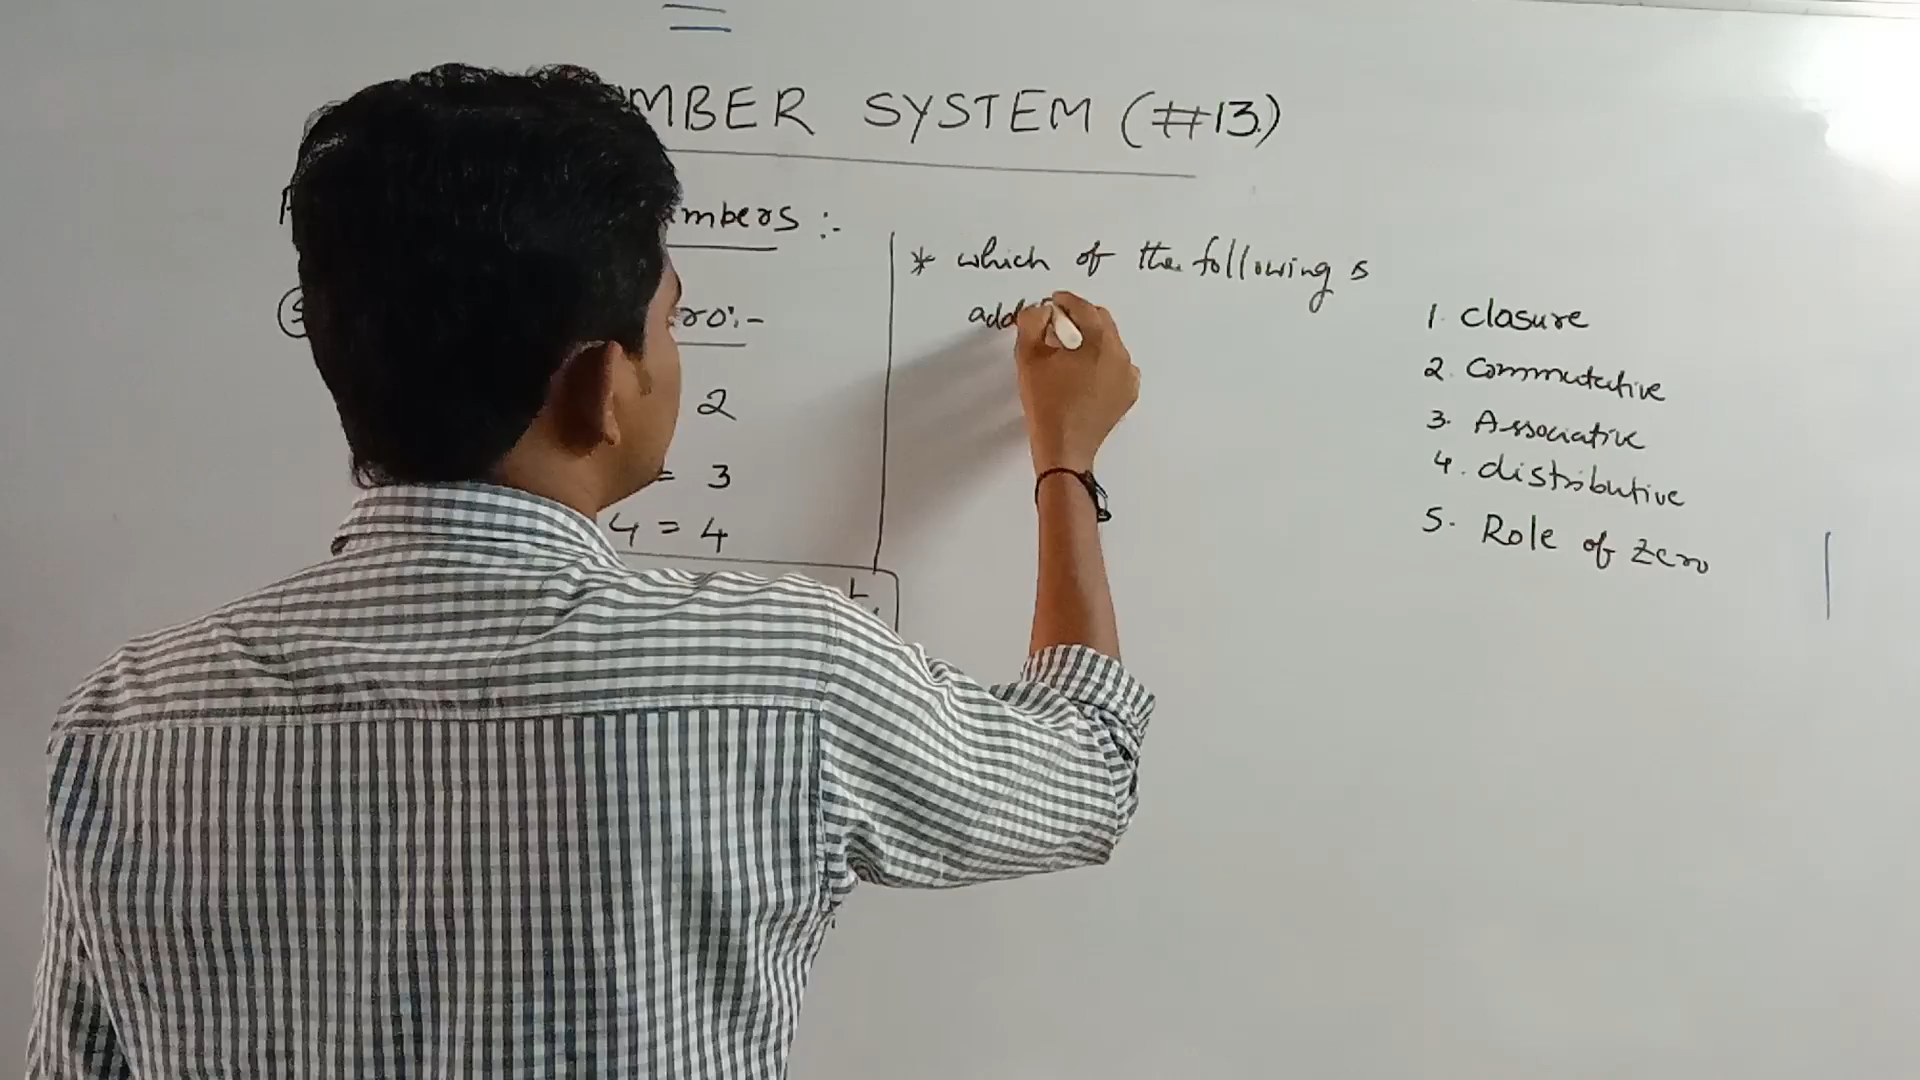 MBER SYSTEM (#13)
mbers :-
ro:-
2
= 3
4 = 4
* which of the following is
add
1. closure
2. Commutative
3. Associative
4. distributive
5. Role of zero